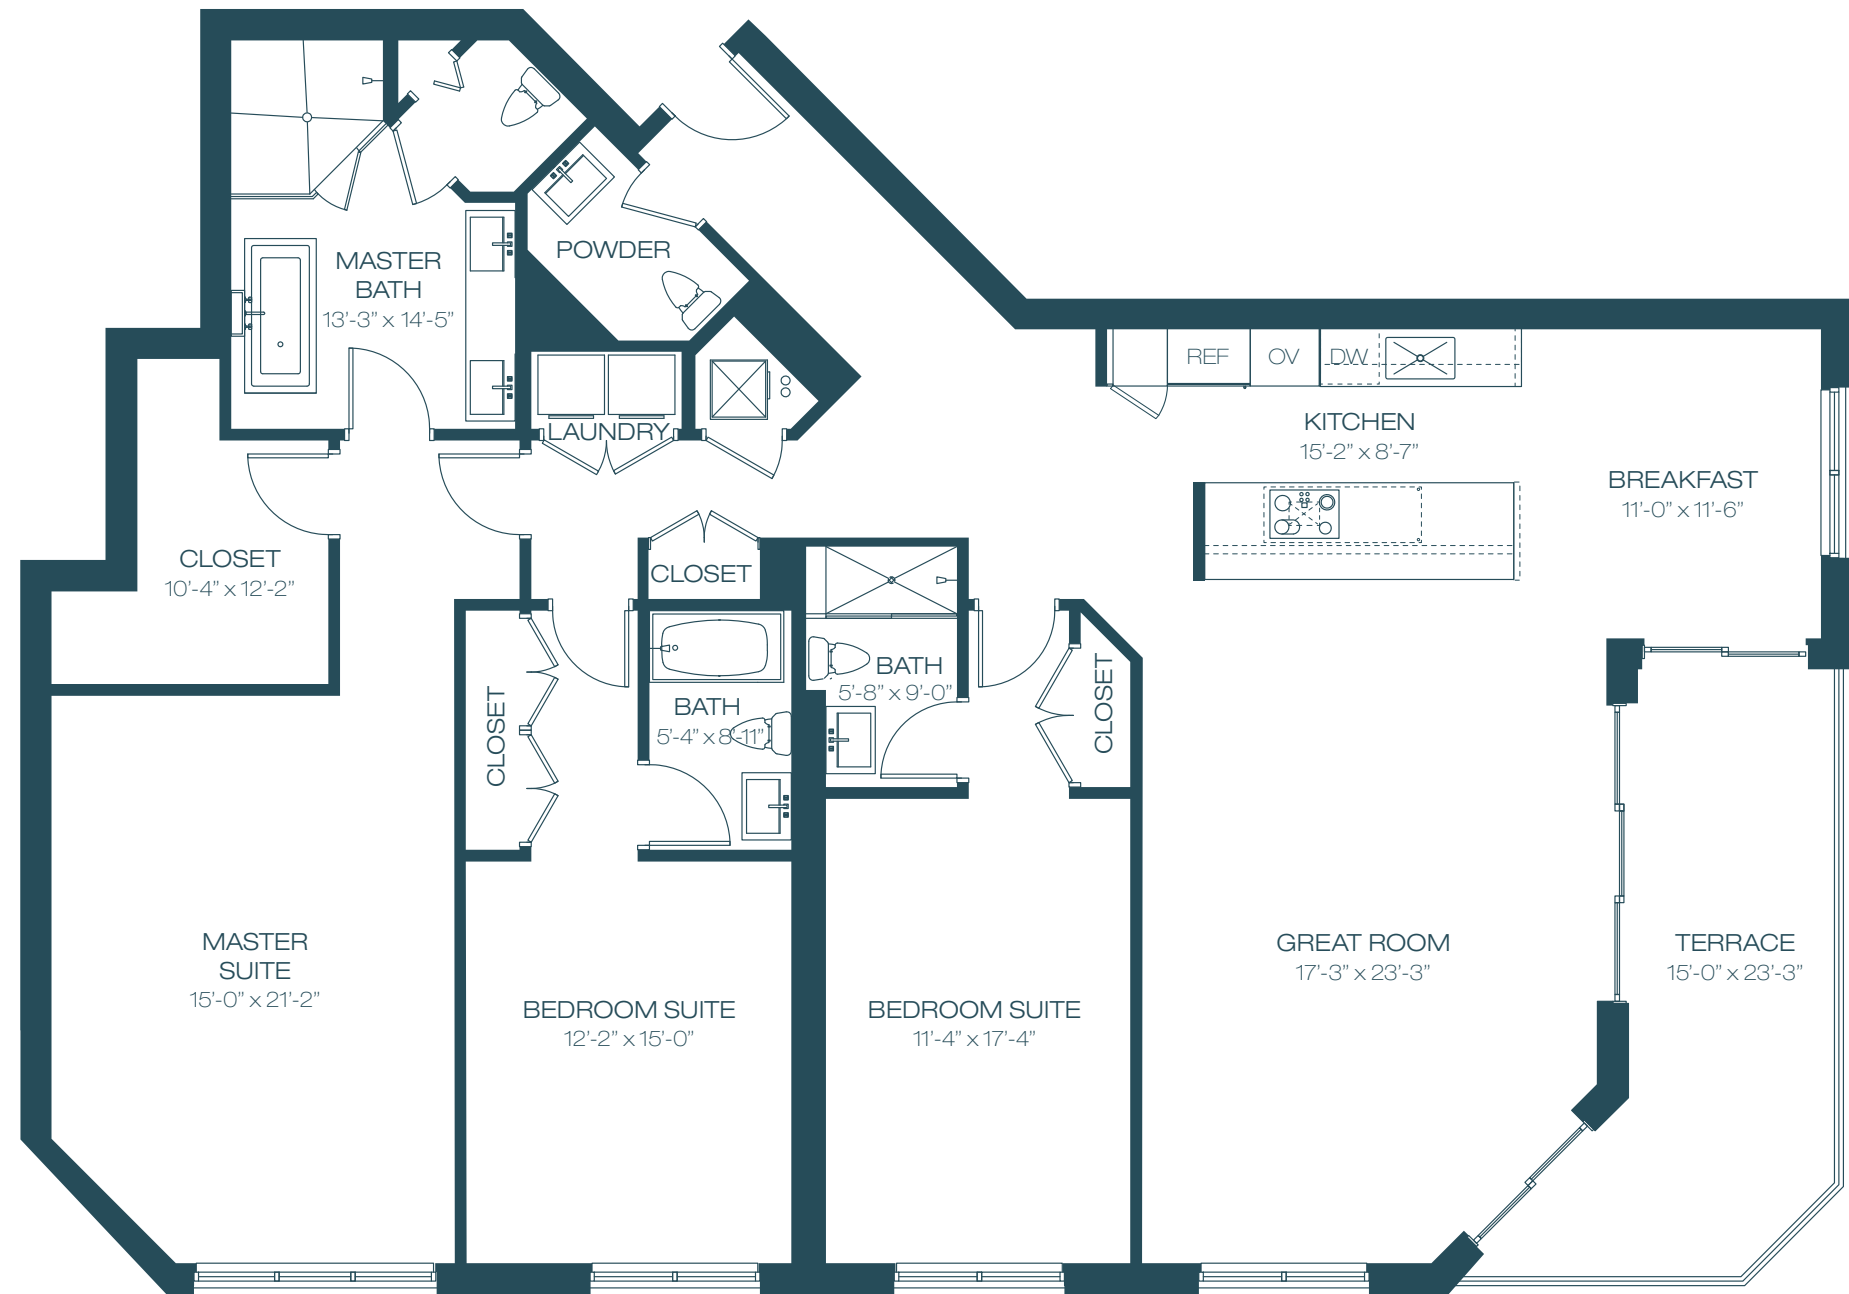 POWDER
MASTER
BATH
13'-3” x 14'-5”
REF
OV
DW
LAUNDRY
KITCHEN
15'-2” x 8'-7”
BREAKFAST
11'-0” x 11'-6”
CLOSET
10'-4” x 12'-2”
CLOSET
BATH
5'-8” x 9'-0”
CLOSET
CLOSET
BATH
5'-4” x 8'-11”
MASTER
SUITE
15'-0” x 21'-2”
BEDROOM SUITE
12'-2” x 15'-0”
BEDROOM SUITE
11'-4” x 17'-4”
GREAT ROOM
17'-3” x 23'-3”
TERRACE
15'-0” x 23'-3”